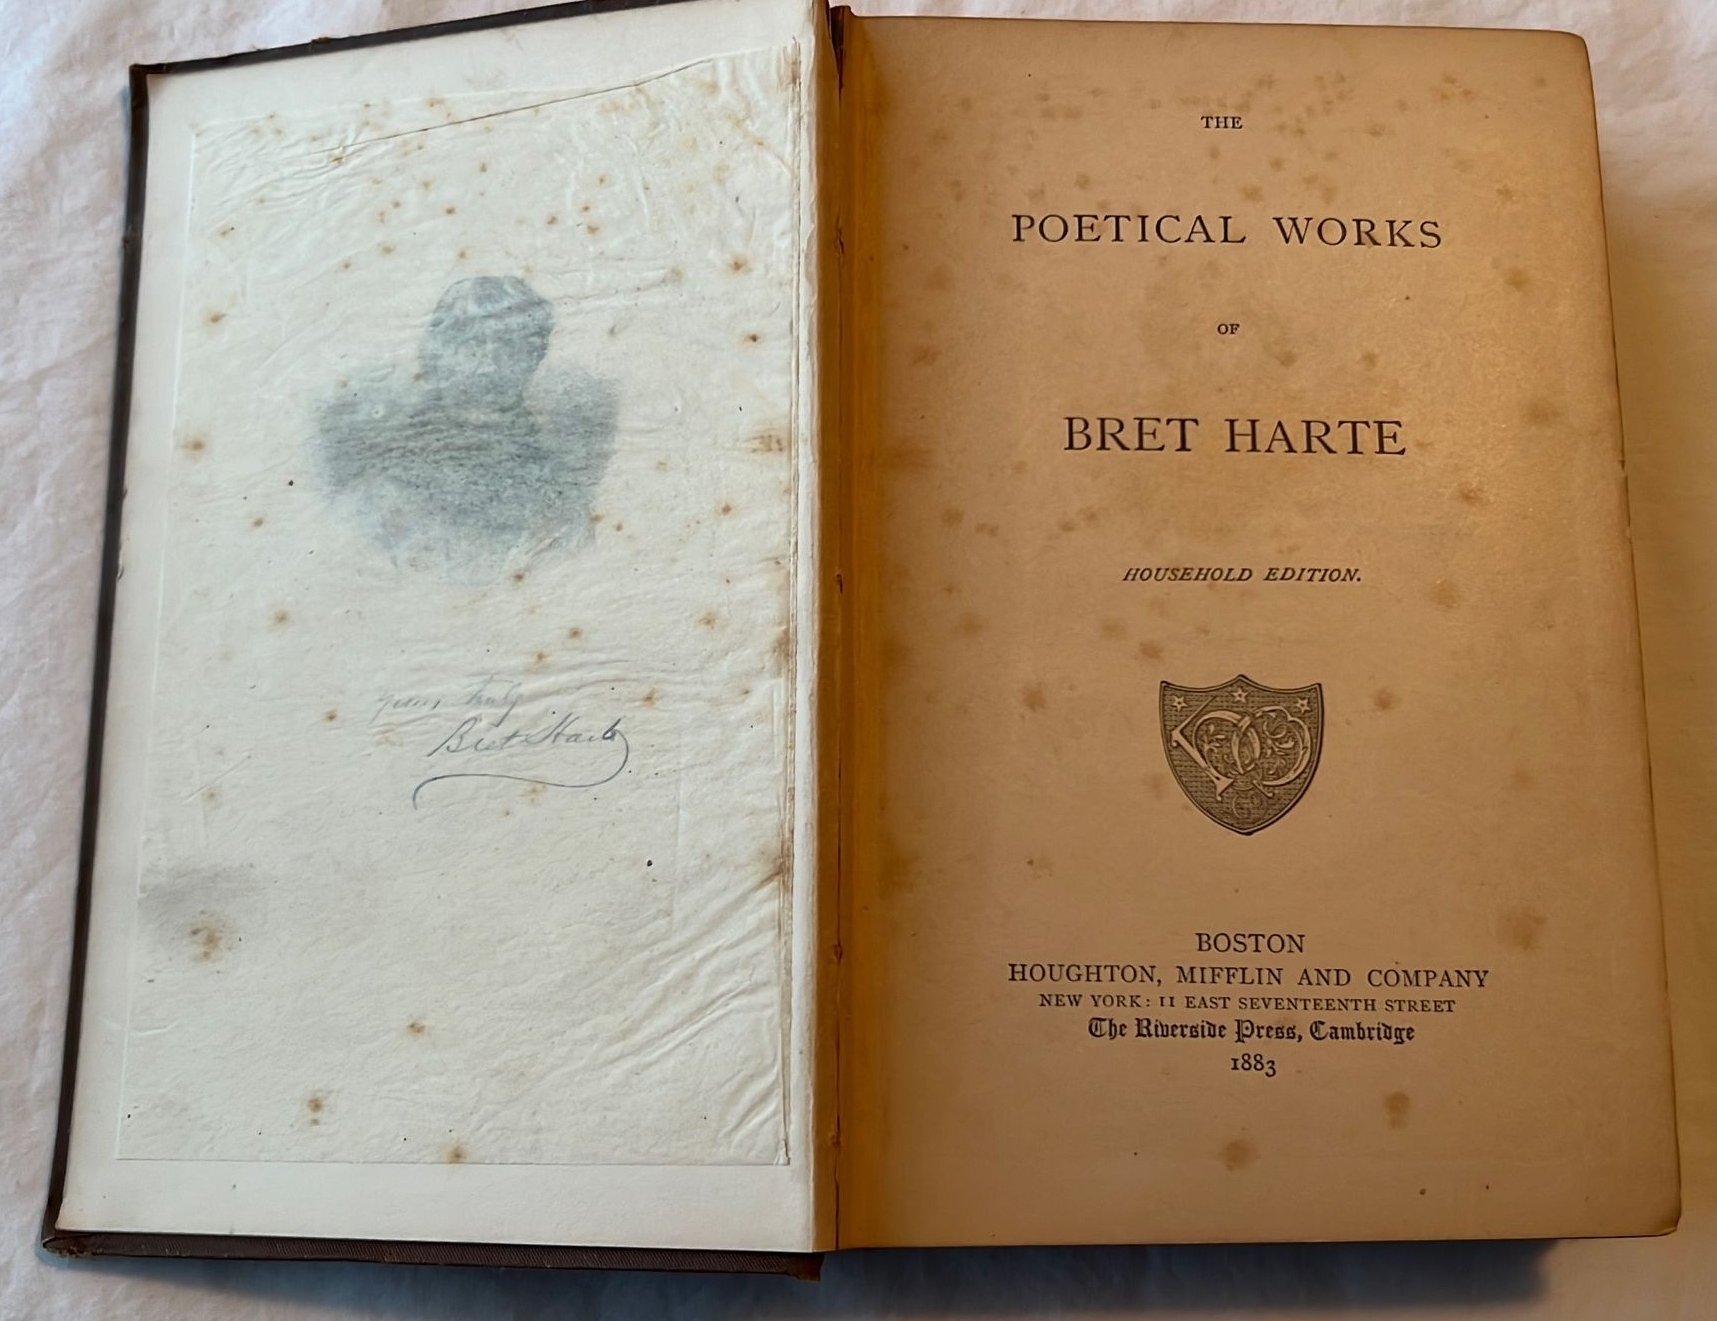 yours truly
Bret Harte
THE
POETICAL WORKS
OF
BRET HARTE
HOUSEHOLD EDITION.
BOSTON
HOUGHTON, MIFFLIN AND COMPANY
NEW YORK: 11 EAST SEVENTEENTH STREET
The Riverside Press, Cambridge
1883